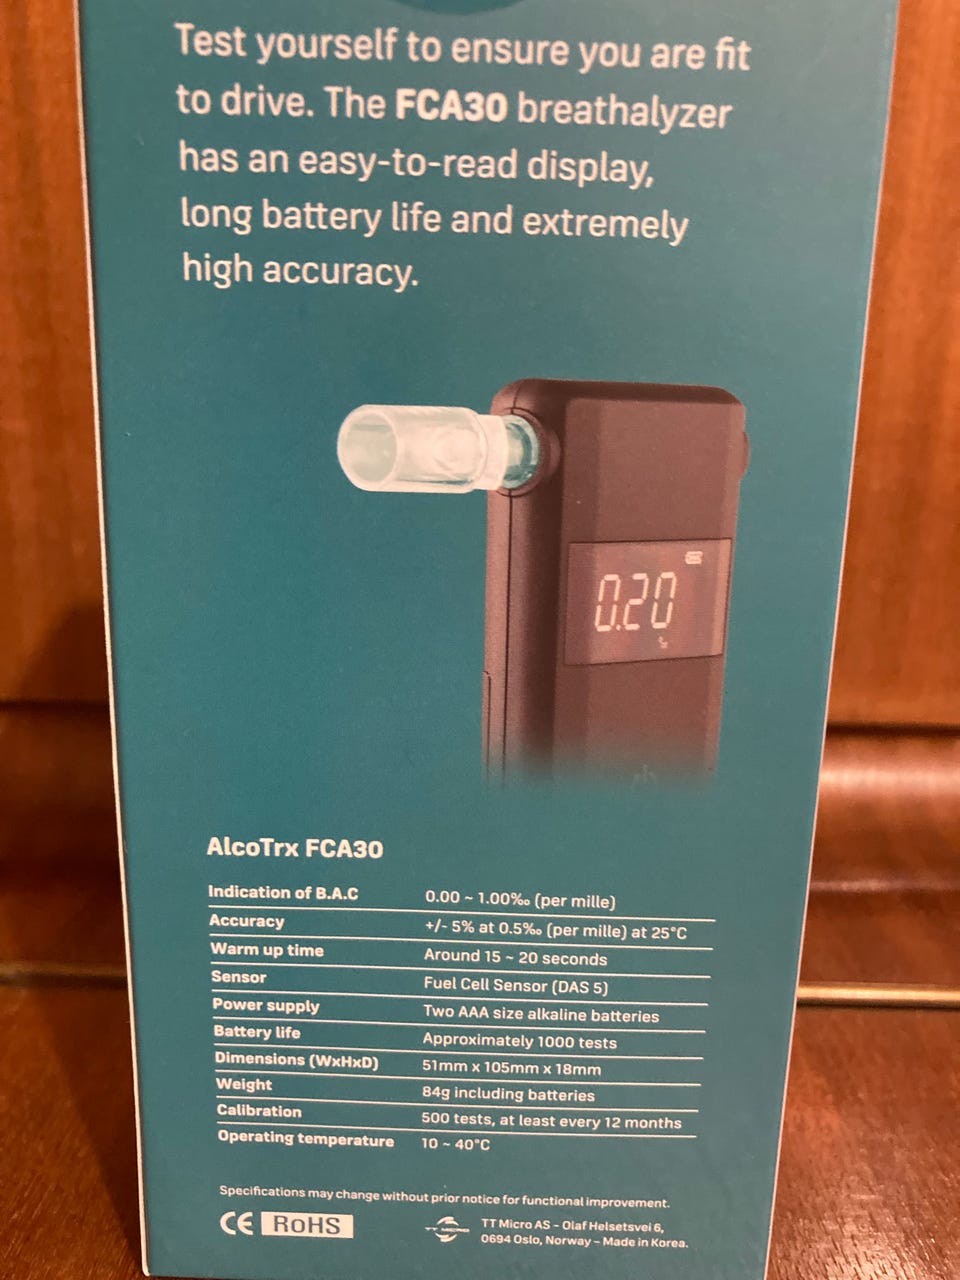 Test yourself to ensure you are fit
to drive. The FCA30 breathalyzer
has an easy-to-read display,
long battery life and extremely
high accuracy.
0.20
AlcoTrx FCA30
Indication of B.A.C 0.00 ~ 1.00‰ (per mille)
Accuracy +/- 5% at 0.5‰ (per mille) at 25°C
Warm up time Around 15 ~ 20 seconds
Sensor Fuel Cell Sensor (DAS 5)
Power supply Two AAA size alkaline batteries
Battery life Approximately 1000 tests
Dimensions (WxHxD) 51mm x 105mm x 18mm
Weight 84g including batteries
Calibration 500 tests, at least every 12 months
Operating temperature 10 ~ 40°C
Specifications may change without prior notice for functional improvement.
CE RoHS TT MICRO TT Micro AS - Olaf Helsetsvei 6,
0694 Oslo, Norway – Made in Korea.